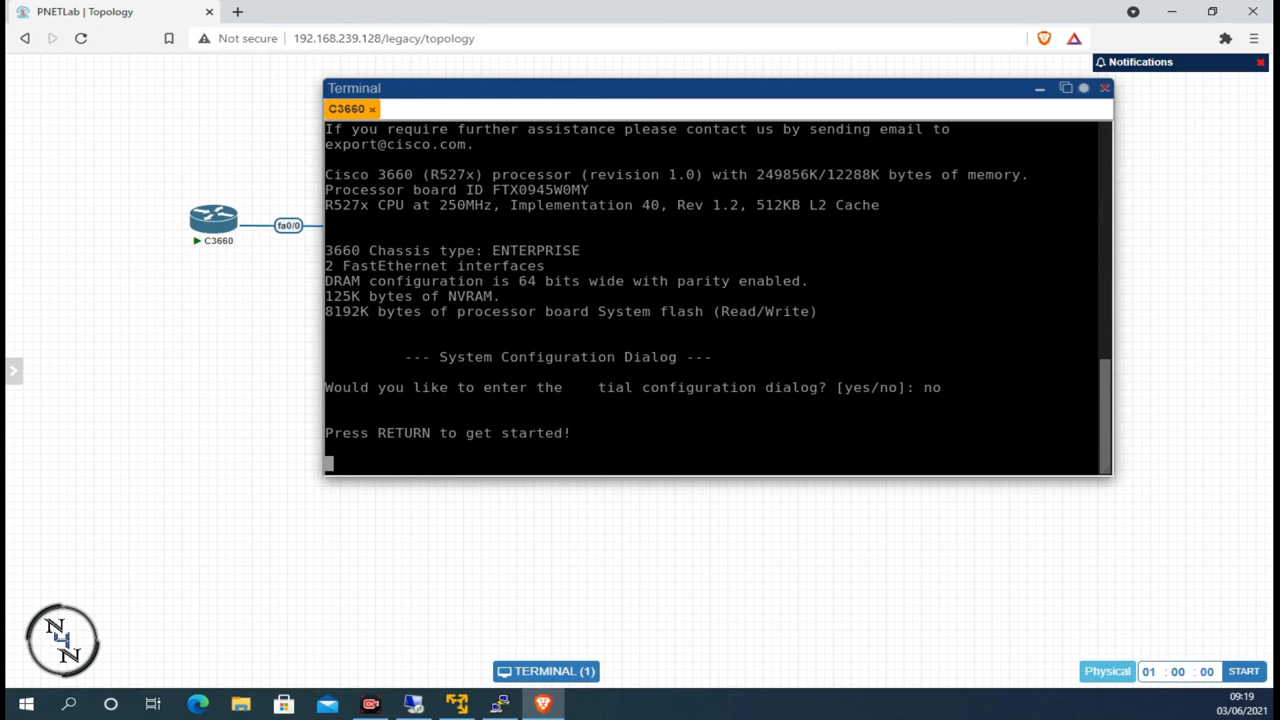 PNETLab | Topology
Not secure
192.168.239.128/legacy/topology
Notifications
Terminal
C3660
If you require further assistance please contact us by sending email to
export@cisco.com.
Cisco 3660 (R527x) processor (revision 1.0) with 249856K/12288K bytes of memory.
Processor board ID FTX0945W0MY
R527x CPU at 250MHz, Implementation 40, Rev 1.2, 512KB L2 Cache
3660 Chassis type: ENTERPRISE
2 FastEthernet interfaces
DRAM configuration is 64 bits wide with parity enabled.
125K bytes of NVRAM.
8192K bytes of processor board System flash (Read/Write)
--- System Configuration Dialog ---
Would you like to enter the     tial configuration dialog? [yes/no]: no
Press RETURN to get started!
fa0/0
C3660
N4N
TERMINAL (1)
Physical
01 : 00 : 00
START
09:19
03/06/2021